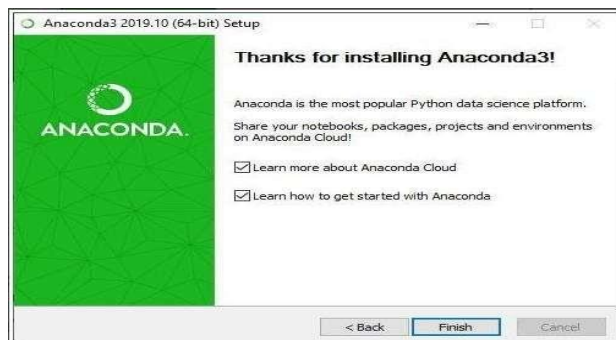 Anaconda3 2019.10 (64-bit) Setup
Thanks for installing Anaconda3!
ANACONDA.
Anaconda is the most popular Python data science platform.
Share your notebooks, packages, projects and environments
on Anaconda Cloud!
Learn more about Anaconda Cloud
Learn how to get started with Anaconda
< Back
Finish
Cancel